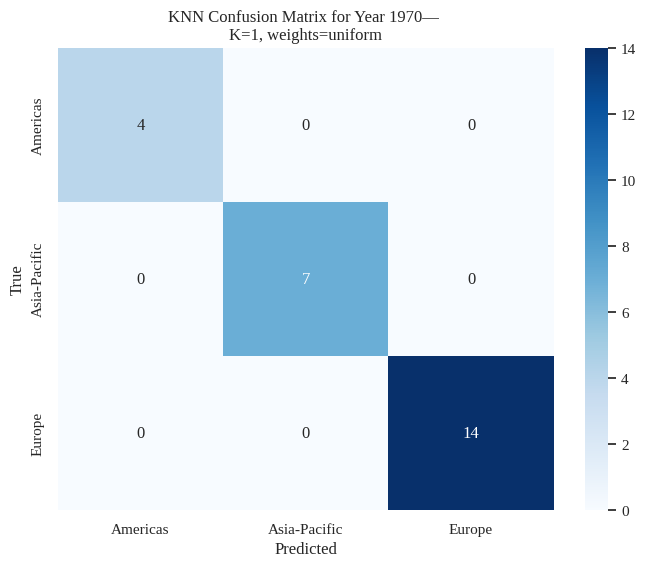 KNN Confusion Matrix for Year 1970—
K=1, weights=uniform
Americas
4
0
0
14
12
10
8
6
4
2
0
True
Asia-Pacific
0
7
0
Europe
0
0
14
Americas
Asia-Pacific
Europe
Predicted